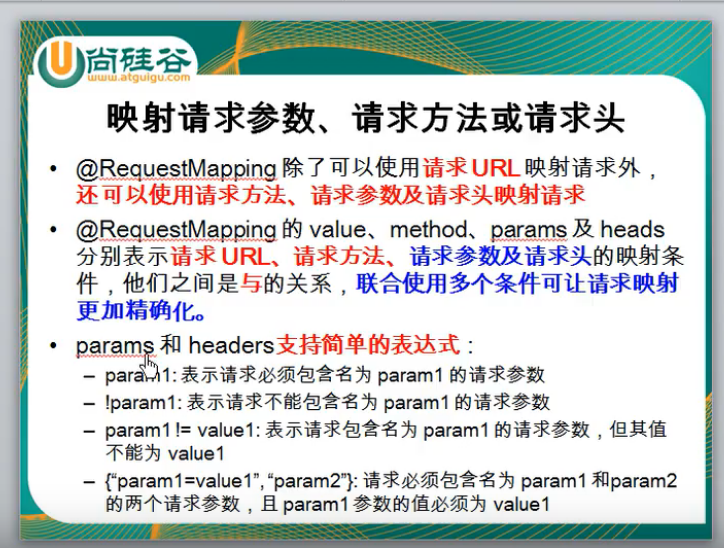 尚硅谷
www.atguigu.com
映射请求参数、请求方法或请求头
• @RequestMapping 除了可以使用请求 URL 映射请求外，
还可以使用请求方法、请求参数及请求头映射请求
• @RequestMapping 的 value、method、params 及 heads
分别表示请求 URL、请求方法、请求参数及请求头的映射条
件，他们之间是与的关系，联合使用多个条件可让请求映射
更加精确化。
• params 和 headers支持简单的表达式：
– param1: 表示请求必须包含名为 param1 的请求参数
– !param1: 表示请求不能包含名为 param1 的请求参数
– param1 != value1: 表示请求包含名为 param1 的请求参数，但其值
不能为 value1
– {“param1=value1”, “param2”}: 请求必须包含名为 param1 和param2
的两个请求参数，且 param1 参数的值必须为 value1